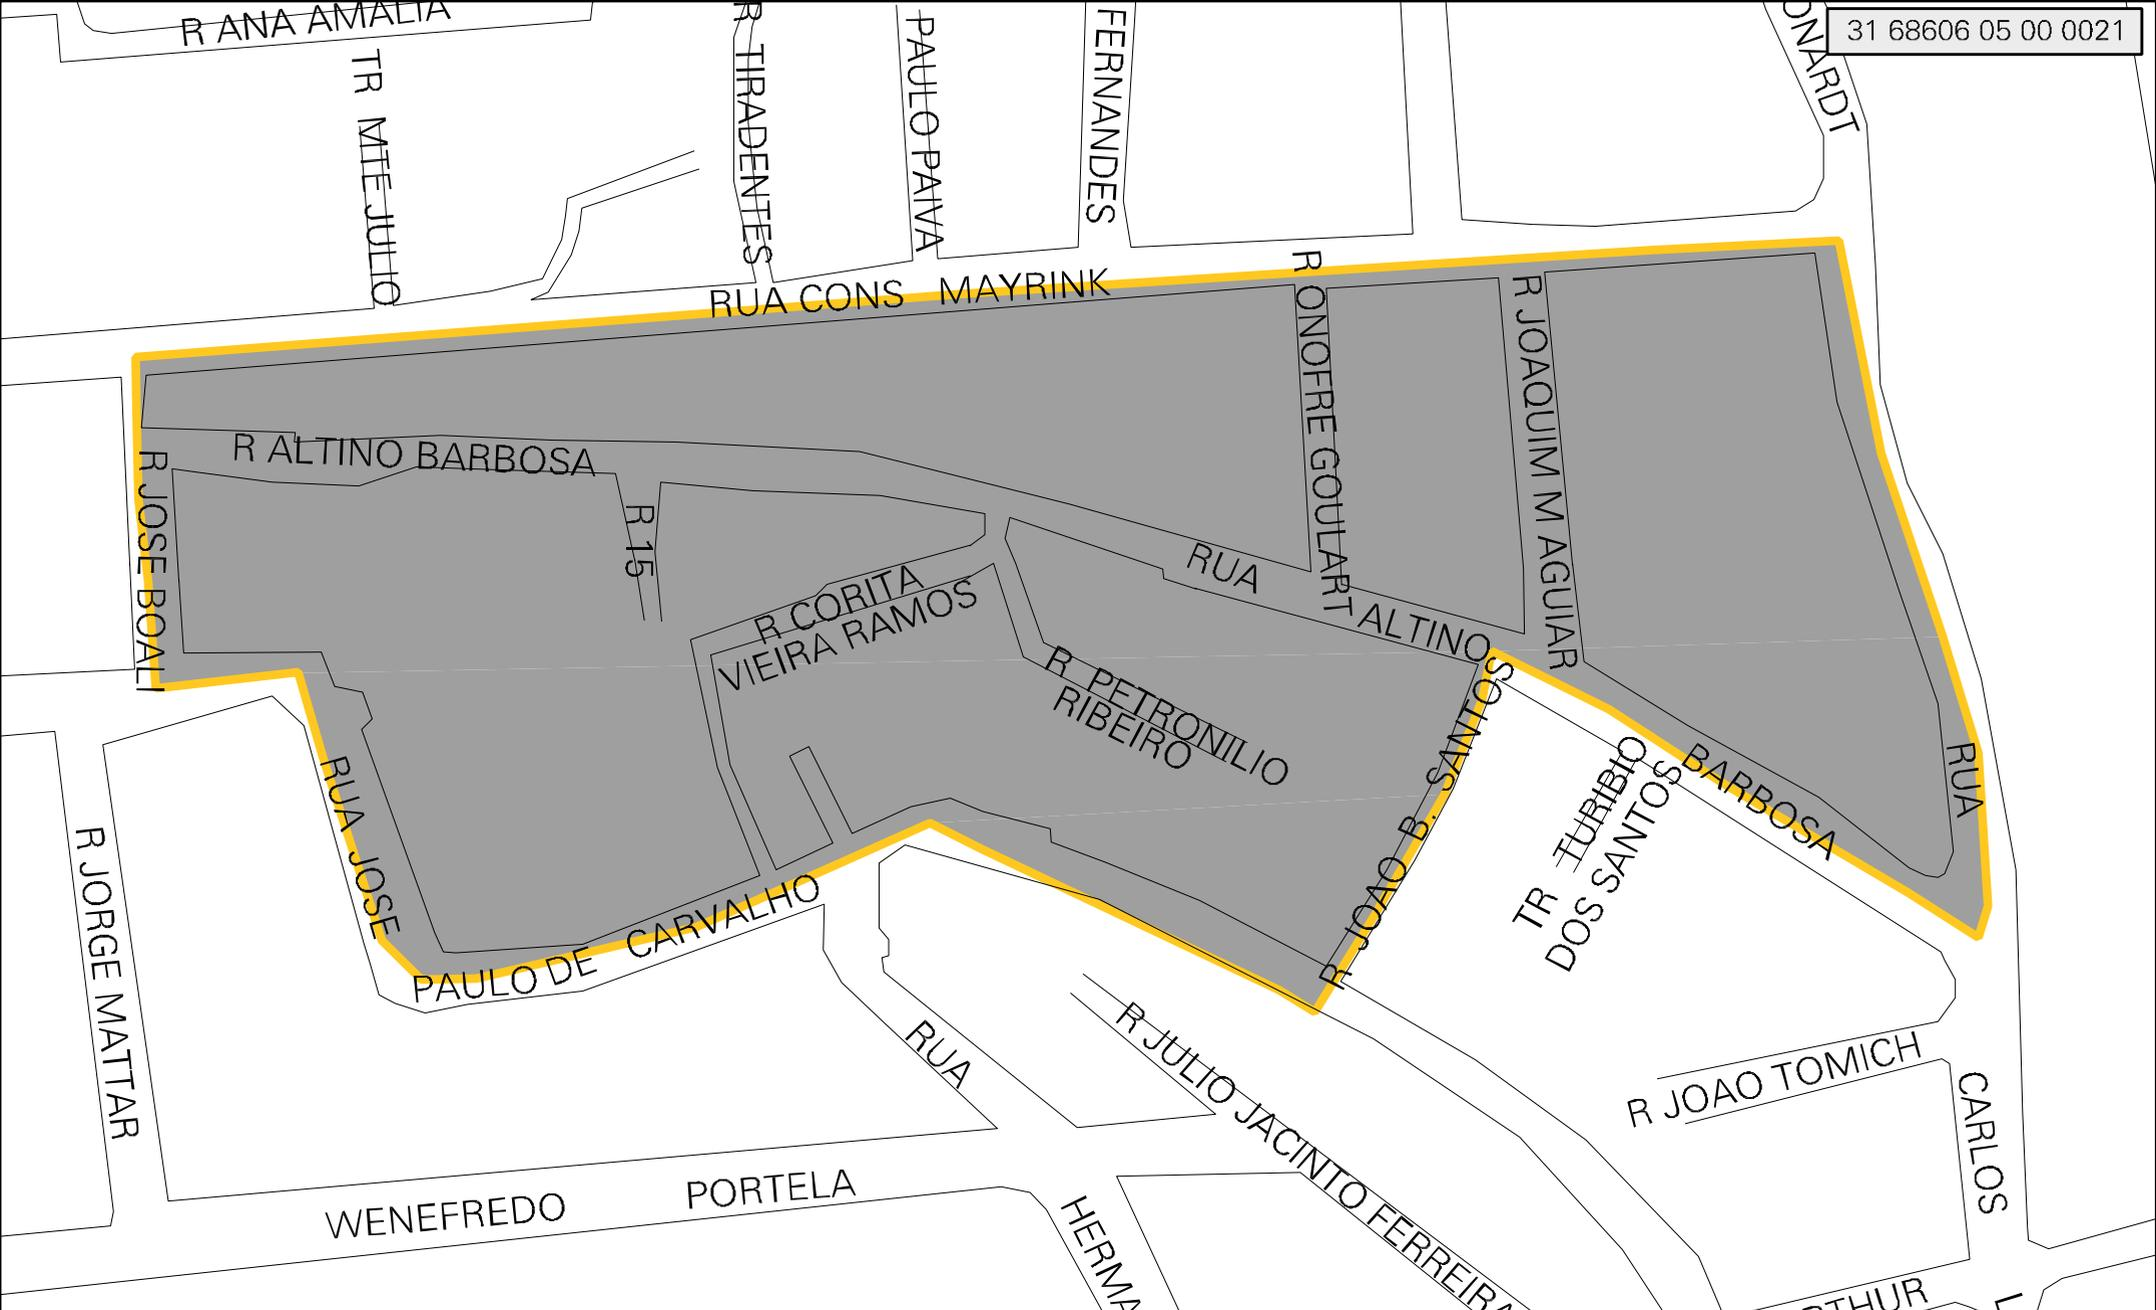 R ANA AMALIA
31 68606 05 00 0021
TR MTE JULIO
R TIRADENTES
PAULO PAIVA
FERNANDES
ONARDT
RUA CONS MAYRINK
R ONOFRE GOULART
R JOAQUIM M AGUIAR
R ALTINO BARBOSA
R JOSE BOALI
R 15
R CORITA
VIEIRA RAMOS
RUA ALTINO BARBOSA
R PETRONILIO
RIBEIRO
R JOAO B. SANTOS
TR TURIBIO
DOS SANTOS
RUA JOSE
PAULO DE CARVALHO
R JORGE MATTAR
RUA
R JULIO JACINTO FERREIRA
R JOAO TOMICH
RUA
CARLOS
WENEFREDO PORTELA
HERMA
THUR
L